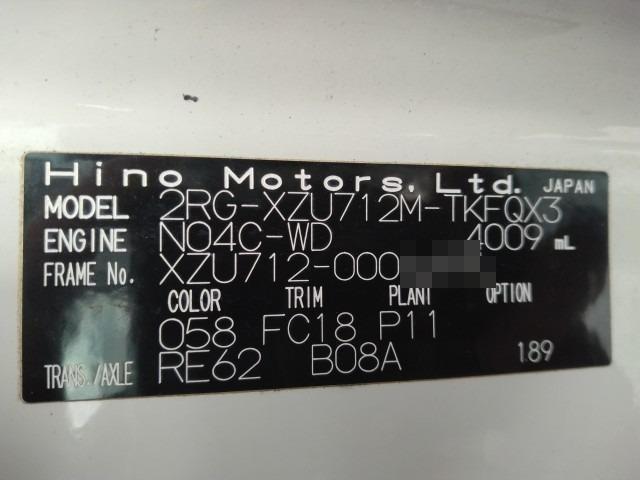 Hino Motors, Ltd. JAPAN
MODEL 2RG-XZU712M-TKFQX3
ENGINE N04C-WD 4009 mL
FRAME No. XZU712-000
COLOR TRIM PLANT OPTION
058 FC18 P11
TRANS./AXLE RE62 B08A 189